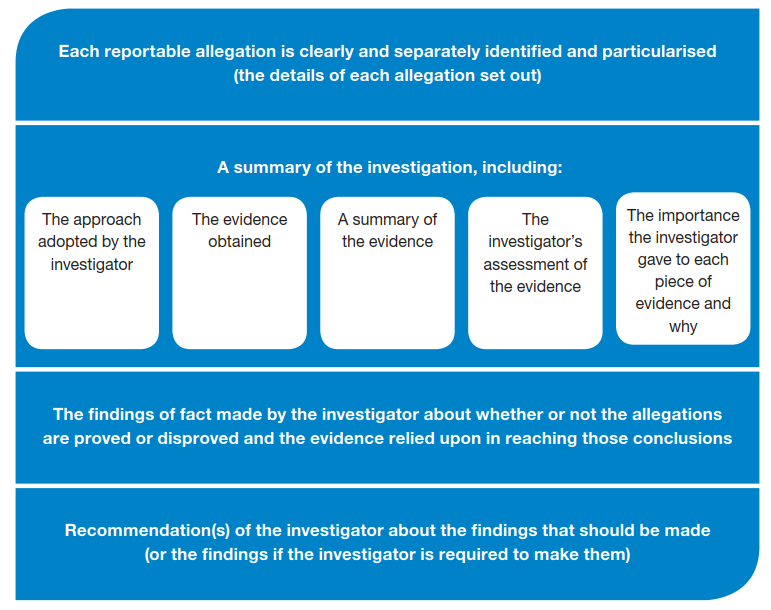 Each reportable allegation is clearly and separately identified and particularised
(the details of each allegation set out)
A summary of the investigation, including:
The approach
adopted by the
investigator
The evidence
obtained
A summary of
the evidence
The
investigator's
assessment of
the evidence
The importance
the investigator
gave to each
piece of
evidence and
why
The findings of fact made by the investigator about whether or not the allegations
are proved or disproved and the evidence relied upon in reaching those conclusions
Recommendation(s) of the investigator about the findings that should be made
(or the findings if the investigator is required to make them)